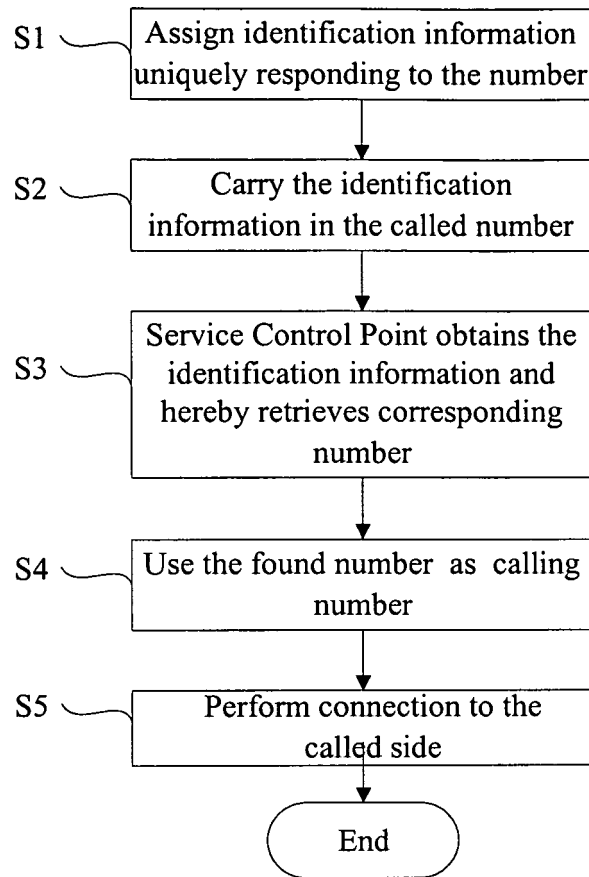 S1
Assign identification information
uniquely responding to the number
S2
Carry the identification
information in the called number
S3
Service Control Point obtains the
identification information and
hereby retrieves corresponding
number
S4
Use the found number as calling
number
S5
Perform connection to the
called side
End